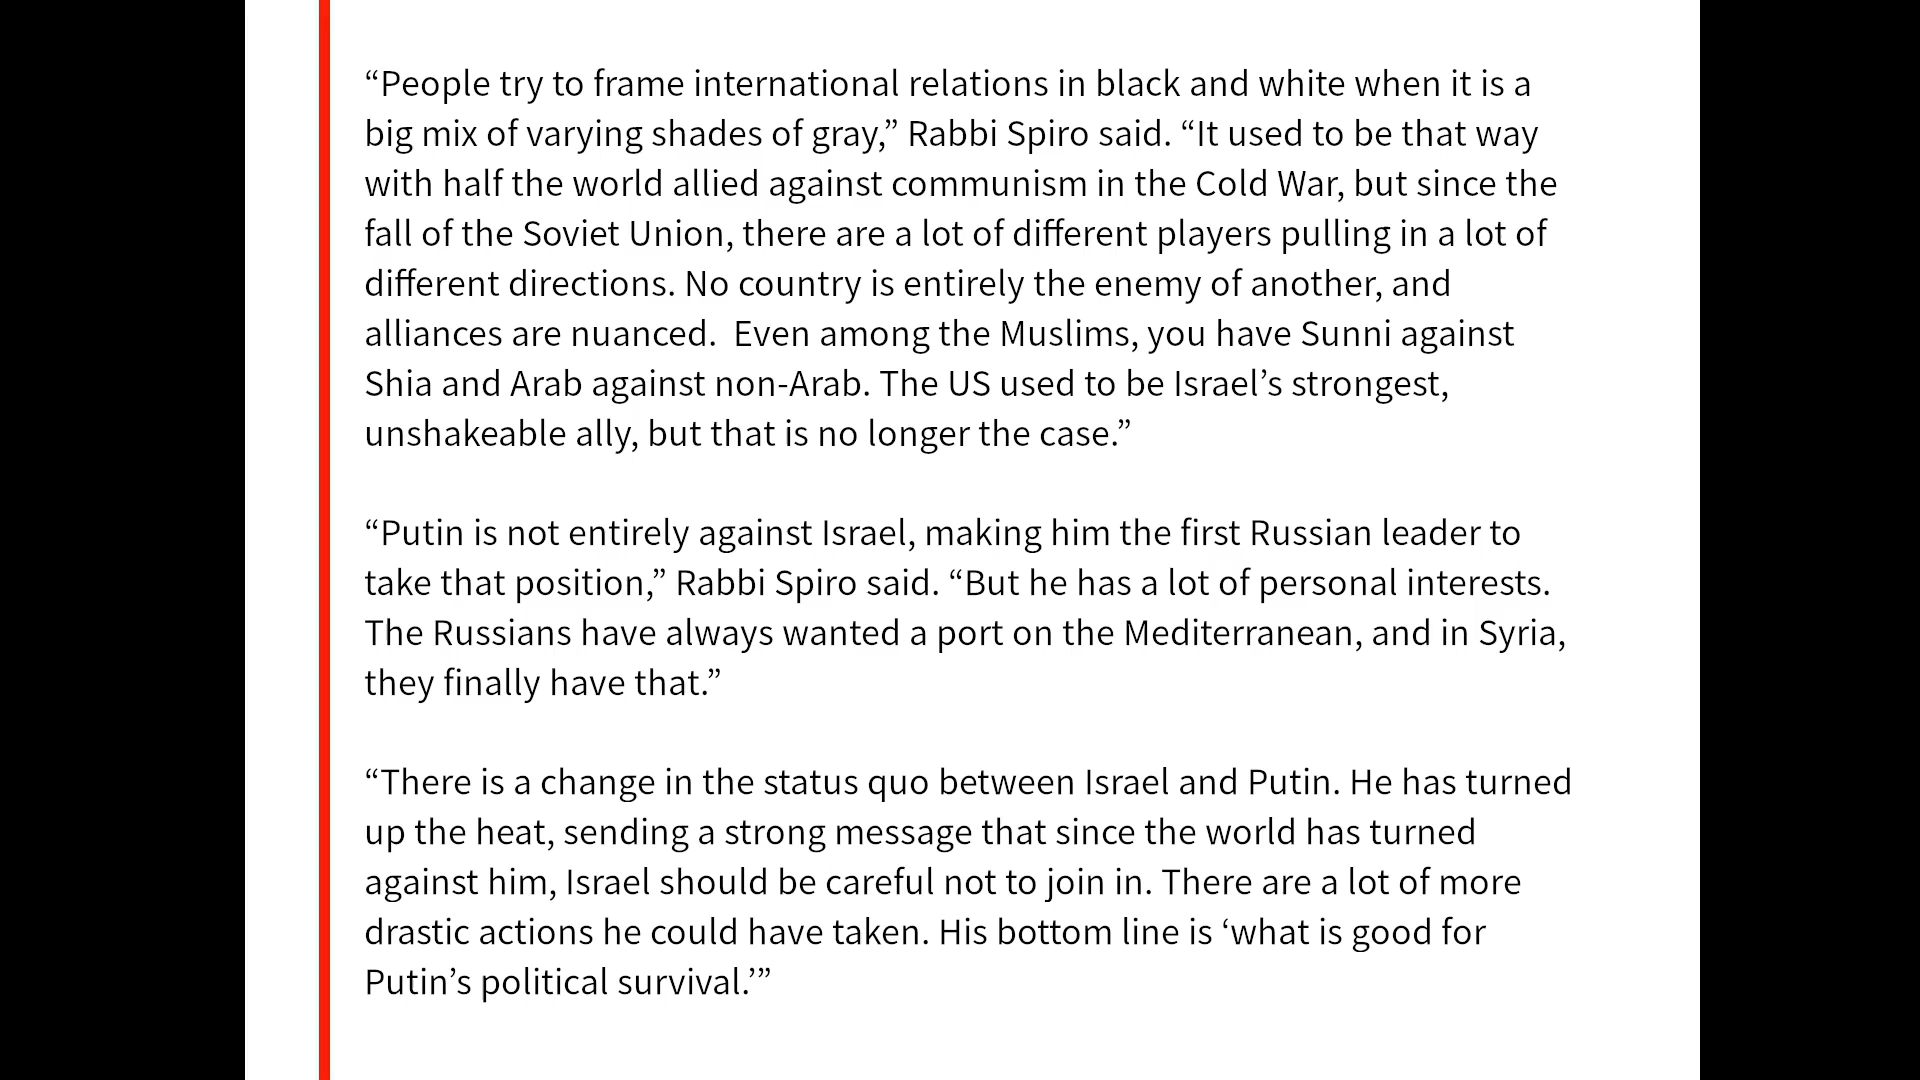 “People try to frame international relations in black and white when it is a
big mix of varying shades of gray,” Rabbi Spiro said. “It used to be that way
with half the world allied against communism in the Cold War, but since the
fall of the Soviet Union, there are a lot of different players pulling in a lot of
different directions. No country is entirely the enemy of another, and
alliances are nuanced.  Even among the Muslims, you have Sunni against
Shia and Arab against non-Arab. The US used to be Israel’s strongest,
unshakeable ally, but that is no longer the case.”
“Putin is not entirely against Israel, making him the first Russian leader to
take that position,” Rabbi Spiro said. “But he has a lot of personal interests.
The Russians have always wanted a port on the Mediterranean, and in Syria,
they finally have that.”
“There is a change in the status quo between Israel and Putin. He has turned
up the heat, sending a strong message that since the world has turned
against him, Israel should be careful not to join in. There are a lot of more
drastic actions he could have taken. His bottom line is ‘what is good for
Putin’s political survival.’”